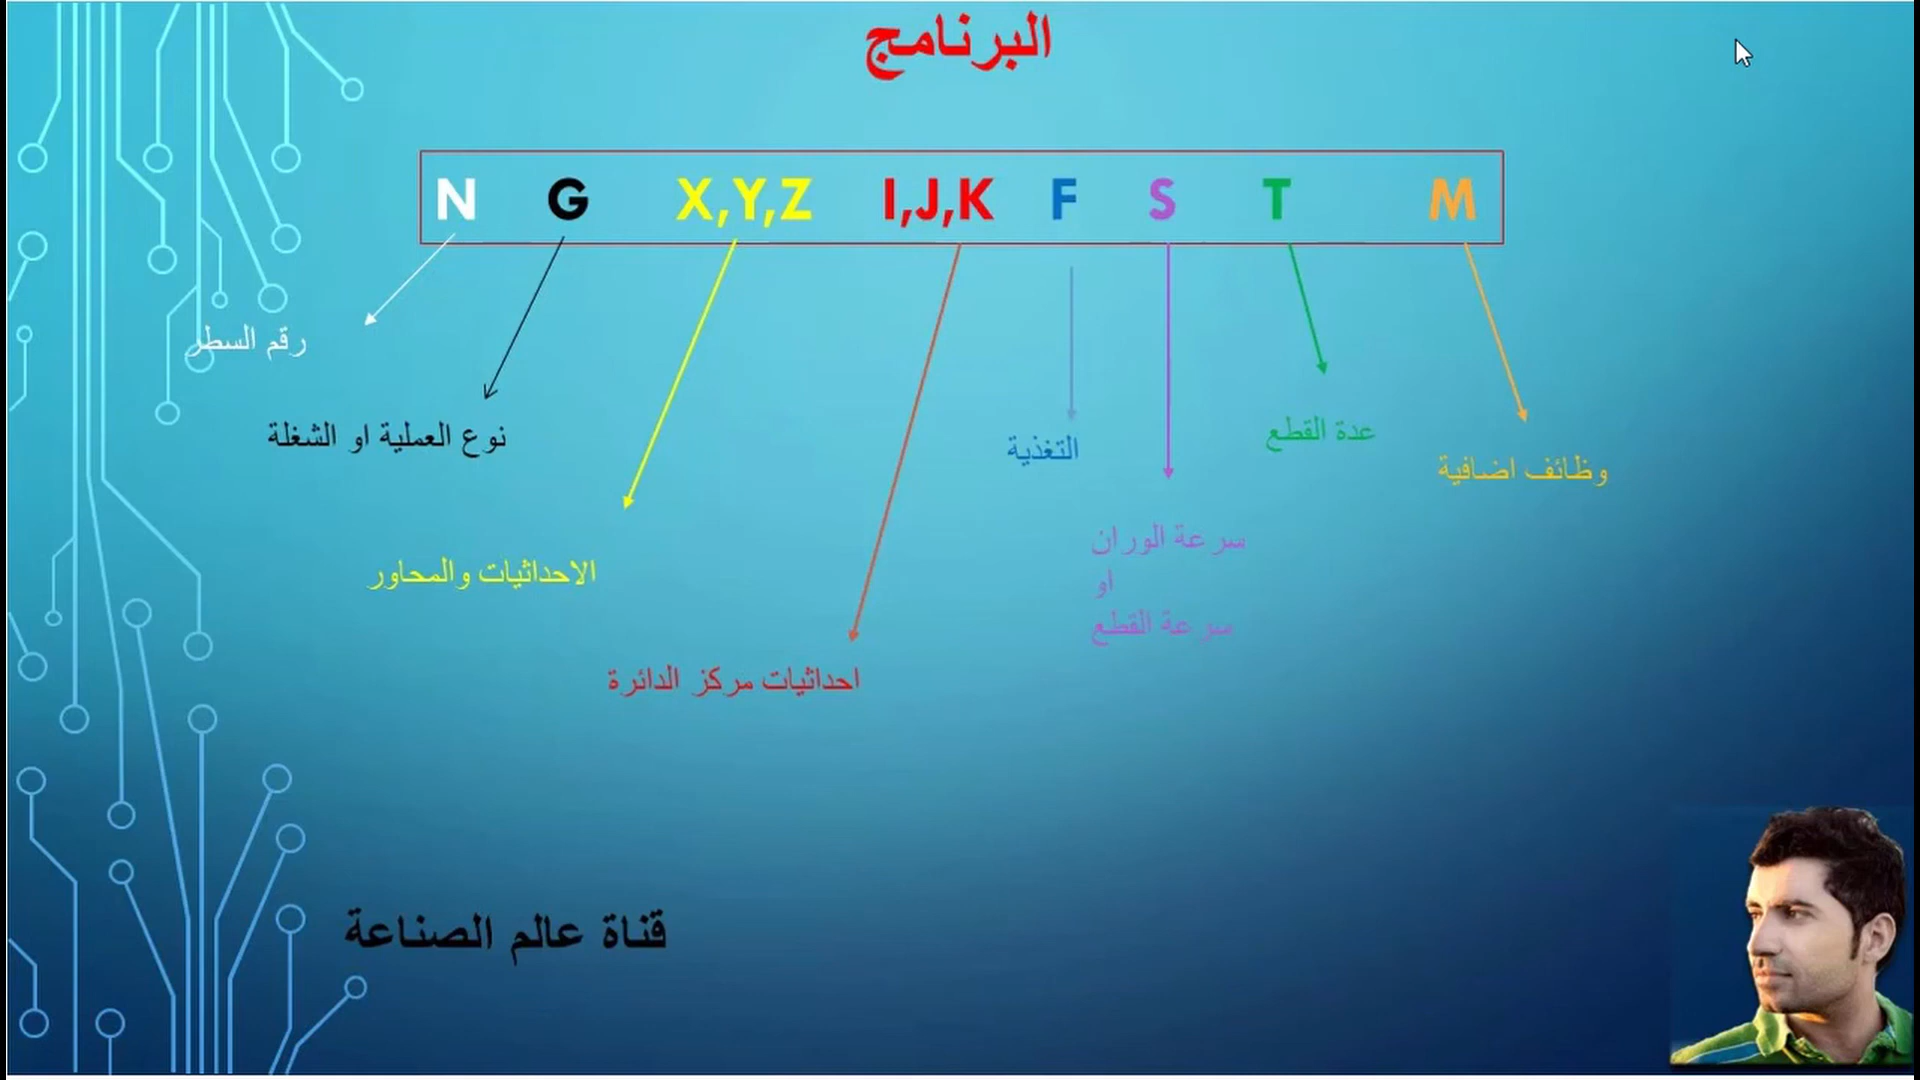 البرنامج
N G X,Y,Z I,J,K F S T M
رقم السطر
نوع العملية او الشغلة
الاحداثيات والمحاور
احداثيات مركز الدائرة
التغذية
سرعة الوران
او
سرعة القطع
عدة القطع
وظائف اضافية
قناة عالم الصناعة